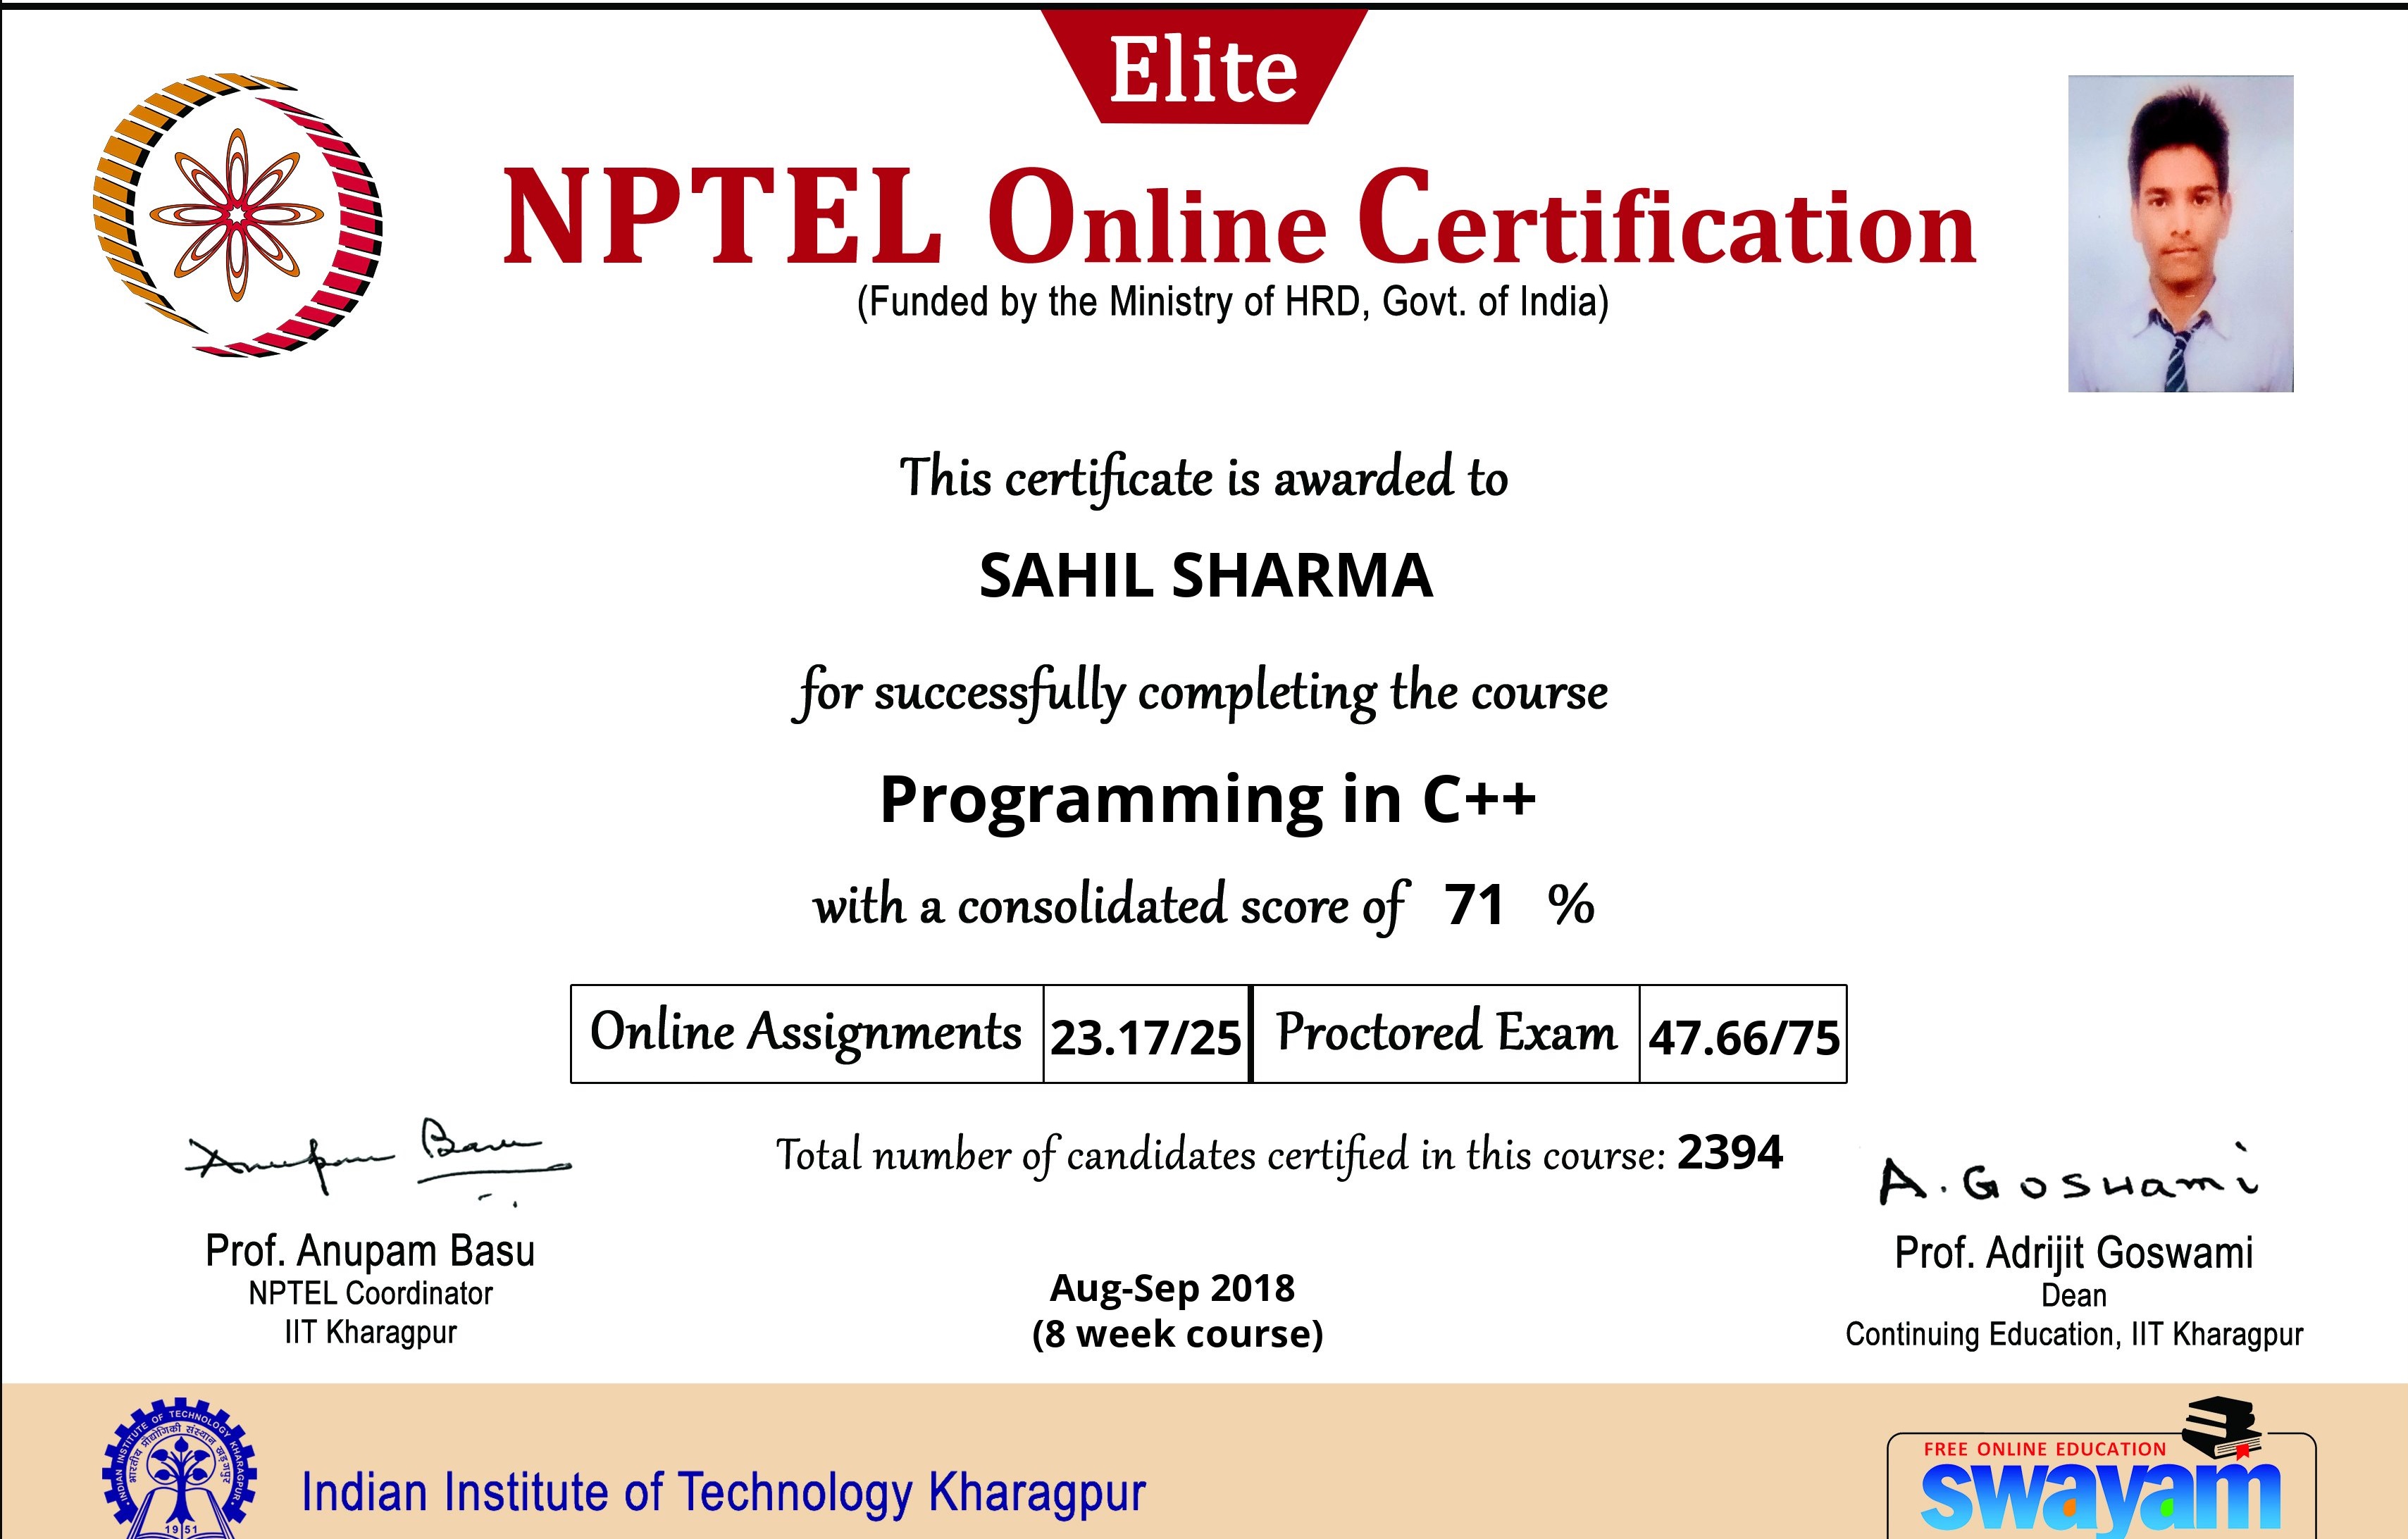 Elite
NPTEL Online Certification
(Funded by the Ministry of HRD, Govt. of India)
This certificate is awarded to
SAHIL SHARMA
for successfully completing the course
Programming in C++
with a consolidated score of 71 %
Online Assignments 23.17/25 Proctored Exam 47.66/75
Total number of candidates certified in this course: 2394
Anupam Basu
A. Goswami
Prof. Anupam Basu
NPTEL Coordinator
IIT Kharagpur
Aug-Sep 2018
(8 week course)
Prof. Adrijit Goswami
Dean
Continuing Education, IIT Kharagpur
INDIAN INSTITUTE OF TECHNOLOGY KHARAGPUR
भारतीय प्रौद्योगिकी संस्थान खड़गपुर
1951
Indian Institute of Technology Kharagpur
FREE ONLINE EDUCATION
swayam